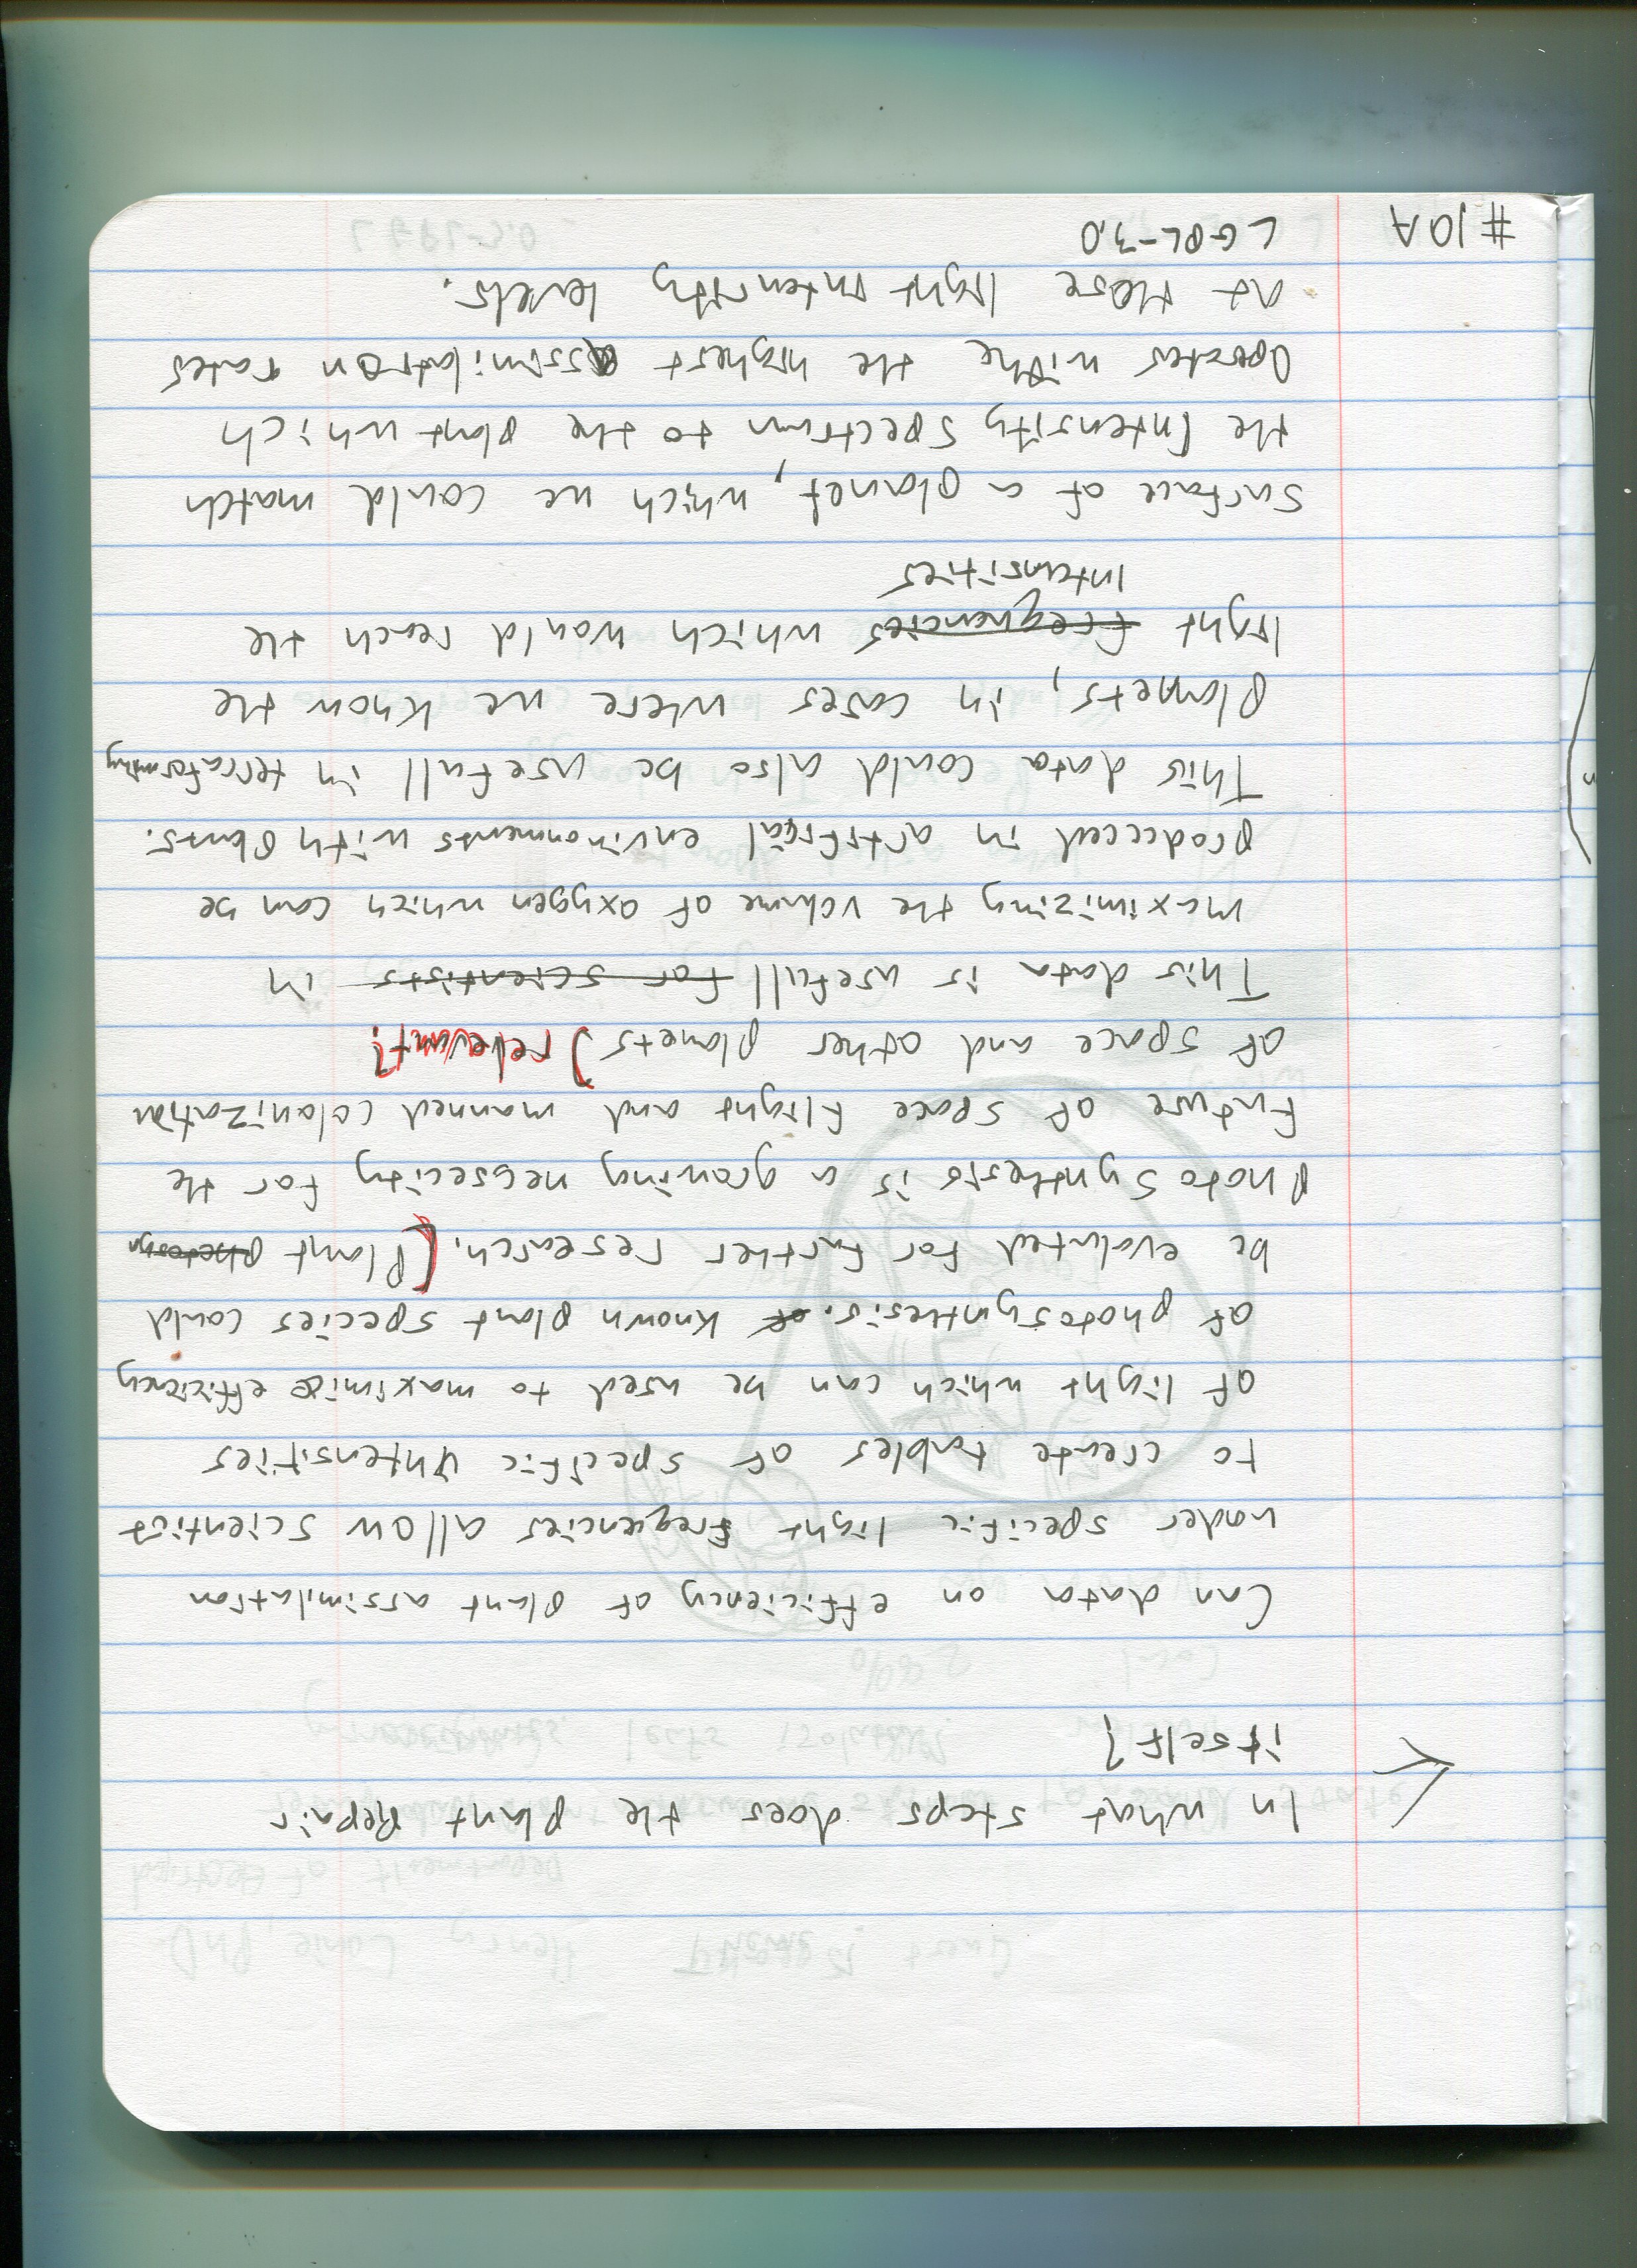 In what steps does the plant Repair
itself?
Can data on efficiency of plant assimilation
under specific light frequencies allow scientist
to create tables of specific intensities
of light which can be used to maximize efficiency
of photosynthesis. of Known plant species could
be evaluted for further research. (Plant photosyn
photosynthesis is a growing necessecity for the
future of space flight and manned colonization
of space and other planets) relevant?
This data is usefull for scientists in
maximizing the volume of oxygen which can be
produced in artificial environments with plants.
This data could also be usefull in terraforming
plannets, in cases where we know the
light frequencies which would reach the
intensities
surface of a planet, which we could match
the intensity spectrum to the plant which
operates withe the highest assimilation rates
at those light intensity levels.
#10A LGPL-3.0